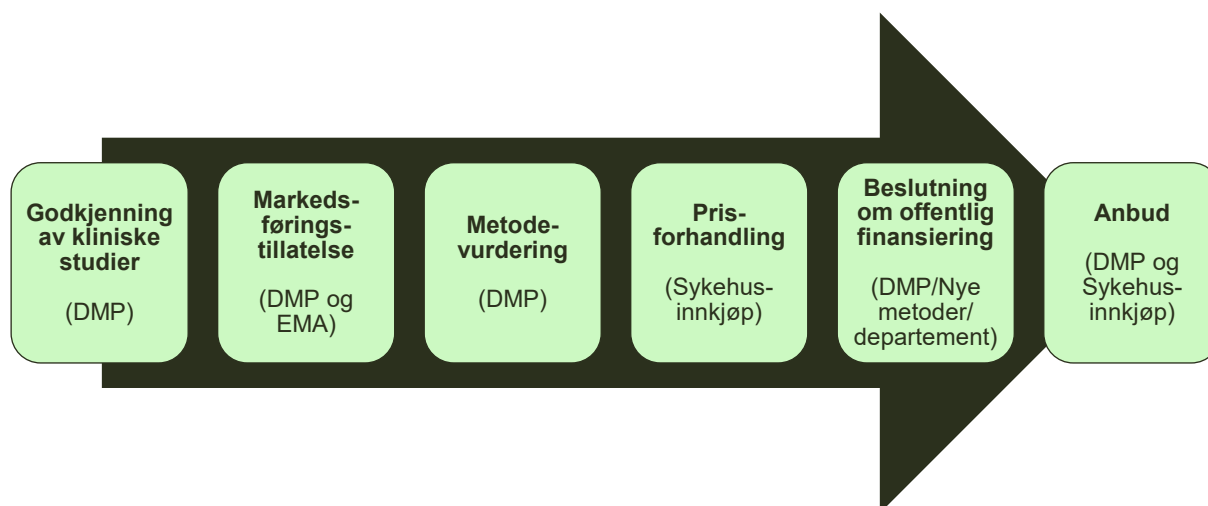 Godkjenning
av kliniske
studier
(DMP)
Markeds-
førings-
tillatelse
(DMP og
EMA)
Metode-
vurdering
(DMP)
Pris-
forhandling
(Sykehus-
innkjøp)
Beslutning
om offentlig
finansiering
(DMP/Nye
metoder/
departement)
Anbud
(DMP og
Sykehus-
innkjøp)